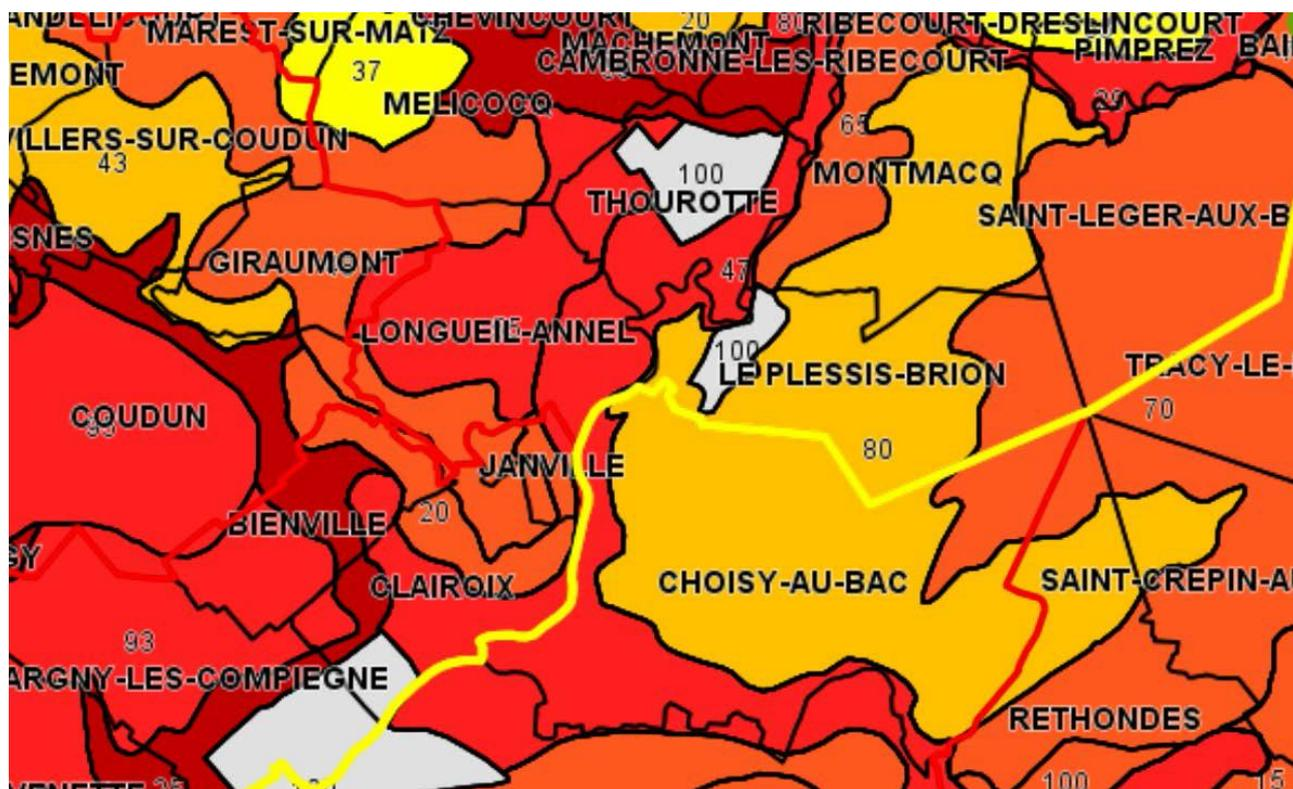 CHEVINCOURT
20
RIBECOURT-DRESLINCOURT
MAREST-SUR-MATZ
MACHEMONT
PIMPREZ
CAMBRONNE-LES-RIBECOURT
37
EMONT
MELICOCQ
VILLERS-SUR-COUDUN
43
65
100
MONTMACQ
THOUROTTE
SAINT-LEGER-AUX-B
SNES
GIRAUMONT
47
LONGUEIL-ANNEL
100
LE PLESSIS-BRION
TRACY-LE-
COUDUN
70
80
JANVILLE
20
BIENVILLE
GY
CLAIROIX
CHOISY-AU-BAC
SAINT-CREPIN-AU
93
ARGNY-LES-COMPIEGNE
RETHONDES
100
15